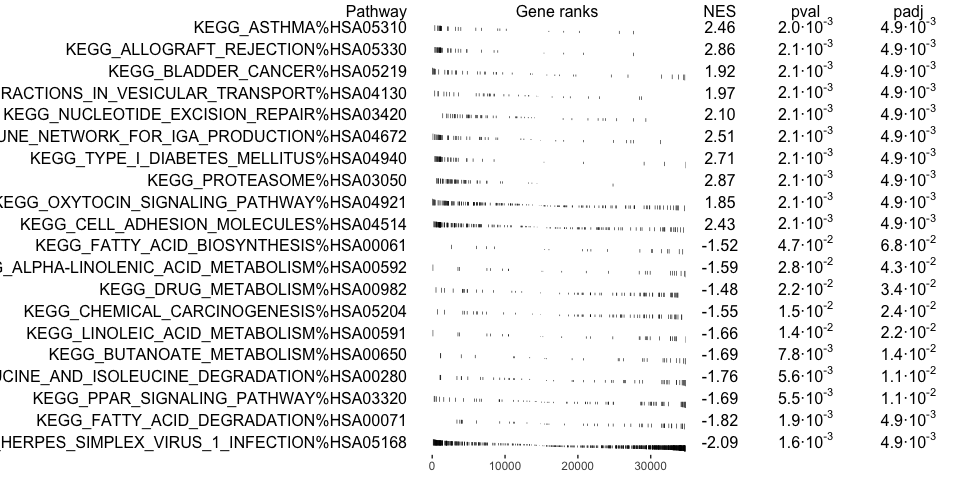 Pathway Gene ranks NES pval padj
KEGG_ASTHMA%HSA05310 2.46 2.0·10-3 4.9·10-3
KEGG_ALLOGRAFT_REJECTION%HSA05330 2.86 2.1·10-3 4.9·10-3
KEGG_BLADDER_CANCER%HSA05219 1.92 2.1·10-3 4.9·10-3
RACTIONS_IN_VESICULAR_TRANSPORT%HSA04130 1.97 2.1·10-3 4.9·10-3
KEGG_NUCLEOTIDE_EXCISION_REPAIR%HSA03420 2.10 2.1·10-3 4.9·10-3
UNE_NETWORK_FOR_IGA_PRODUCTION%HSA04672 2.51 2.1·10-3 4.9·10-3
KEGG_TYPE_I_DIABETES_MELLITUS%HSA04940 2.71 2.1·10-3 4.9·10-3
KEGG_PROTEASOME%HSA03050 2.87 2.1·10-3 4.9·10-3
KEGG_OXYTOCIN_SIGNALING_PATHWAY%HSA04921 1.85 2.1·10-3 4.9·10-3
KEGG_CELL_ADHESION_MOLECULES%HSA04514 2.43 2.1·10-3 4.9·10-3
KEGG_FATTY_ACID_BIOSYNTHESIS%HSA00061 -1.52 4.7·10-2 6.8·10-2
G_ALPHA-LINOLENIC_ACID_METABOLISM%HSA00592 -1.59 2.8·10-2 4.3·10-2
KEGG_DRUG_METABOLISM%HSA00982 -1.48 2.2·10-2 3.4·10-2
KEGG_CHEMICAL_CARCINOGENESIS%HSA05204 -1.55 1.5·10-2 2.4·10-2
KEGG_LINOLEIC_ACID_METABOLISM%HSA00591 -1.66 1.4·10-2 2.2·10-2
KEGG_BUTANOATE_METABOLISM%HSA00650 -1.69 7.8·10-3 1.4·10-2
UCINE_AND_ISOLEUCINE_DEGRADATION%HSA00280 -1.76 5.6·10-3 1.1·10-2
KEGG_PPAR_SIGNALING_PATHWAY%HSA03320 -1.69 5.5·10-3 1.1·10-2
KEGG_FATTY_ACID_DEGRADATION%HSA00071 -1.82 1.9·10-3 4.9·10-3
_HERPES_SIMPLEX_VIRUS_1_INFECTION%HSA05168 -2.09 1.6·10-3 4.9·10-3
0 10000 20000 30000